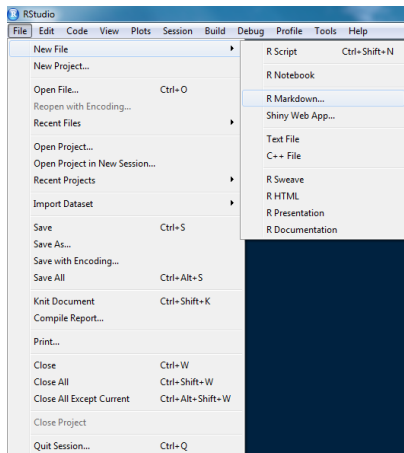 RStudio
File Edit Code View Plots Session Build Debug Profile Tools Help
New File
New Project...
Open File... Ctrl+O
Reopen with Encoding...
Recent Files
Open Project...
Open Project in New Session...
Recent Projects
Import Dataset
Save Ctrl+S
Save As...
Save with Encoding...
Save All Ctrl+Alt+S
Knit Document Ctrl+Shift+K
Compile Report...
Print...
Close Ctrl+W
Close All Ctrl+Shift+W
Close All Except Current Ctrl+Alt+Shift+W
Close Project
Quit Session... Ctrl+Q
R Script Ctrl+Shift+N
R Notebook
R Markdown...
Shiny Web App...
Text File
C++ File
R Sweave
R HTML
R Presentation
R Documentation